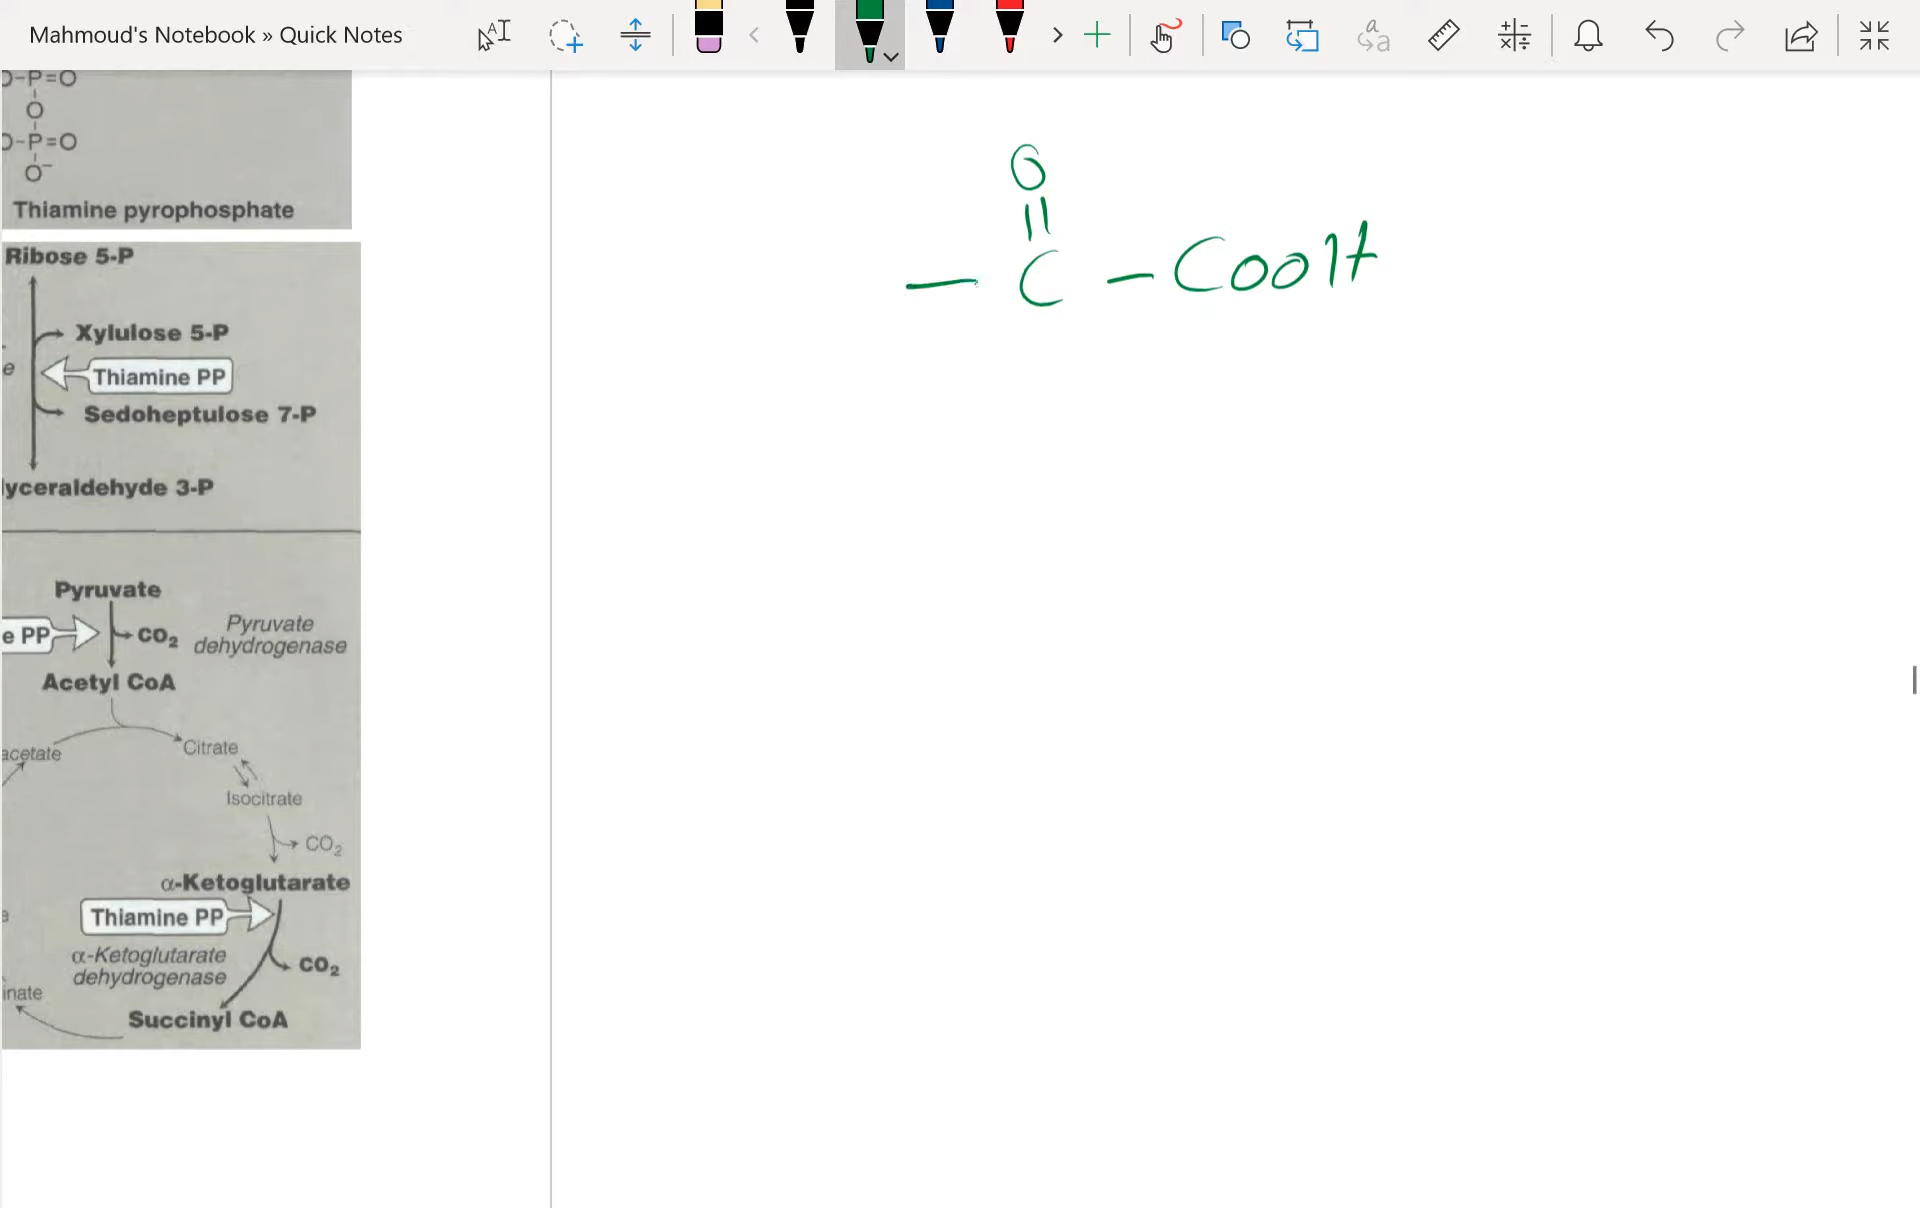 Mahmoud's Notebook » Quick Notes
O-P=O
O
O-P=O
O⁻
Thiamine pyrophosphate
Ribose 5-P
Xylulose 5-P
e
Thiamine PP
Sedoheptulose 7-P
lyceraldehyde 3-P
Pyruvate
e PP
CO₂
Pyruvate
dehydrogenase
Acetyl CoA
acetate
Citrate
Isocitrate
CO₂
α-Ketoglutarate
Thiamine PP
α-Ketoglutarate
dehydrogenase
CO₂
inate
Succinyl CoA
O
||
— C – COOH